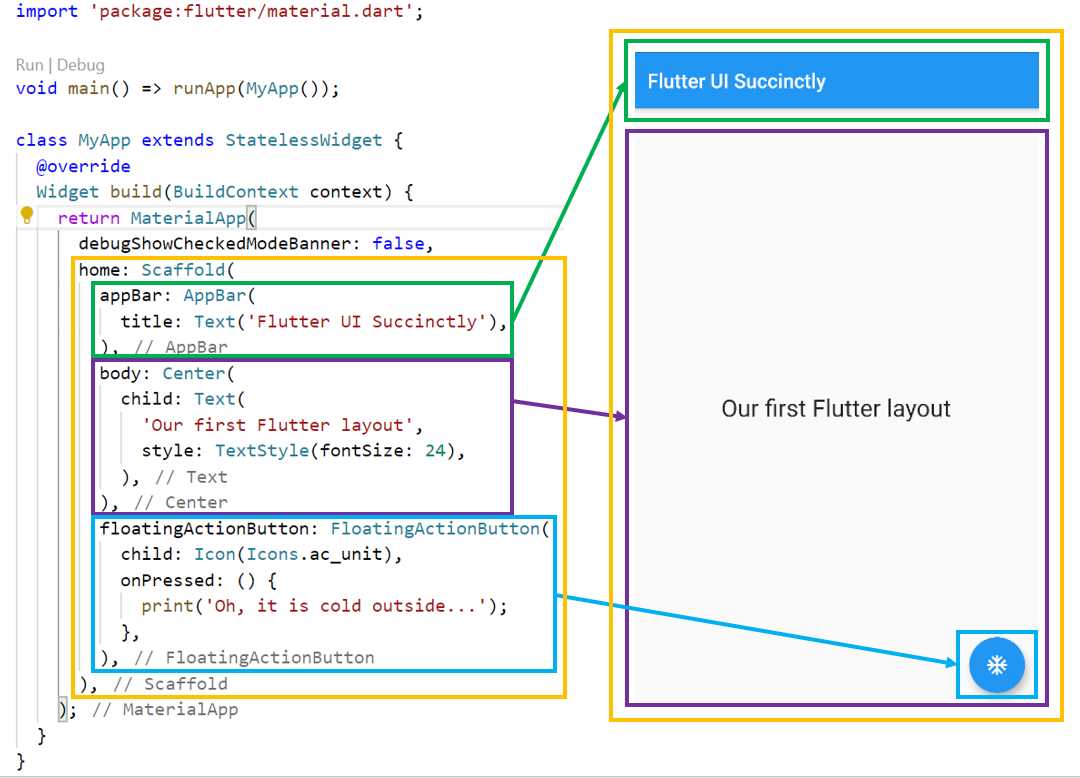 import 'package:flutter/material.dart';
Run | Debug
void main() => runApp(MyApp());
class MyApp extends StatelessWidget {
@override
Widget build(BuildContext context) {
return MaterialApp(
debugShowCheckedModeBanner: false,
home: Scaffold(
appBar: AppBar(
title: Text('Flutter UI Succinctly'),
), // AppBar
body: Center(
child: Text(
'Our first Flutter layout',
style: TextStyle(fontSize: 24),
), // Text
), // Center
floatingActionButton: FloatingActionButton(
child: Icon(Icons.ac_unit),
onPressed: () {
print('Oh, it is cold outside...');
},
), // FloatingActionButton
), // Scaffold
); // MaterialApp
}
}
Flutter UI Succinctly
Our first Flutter layout